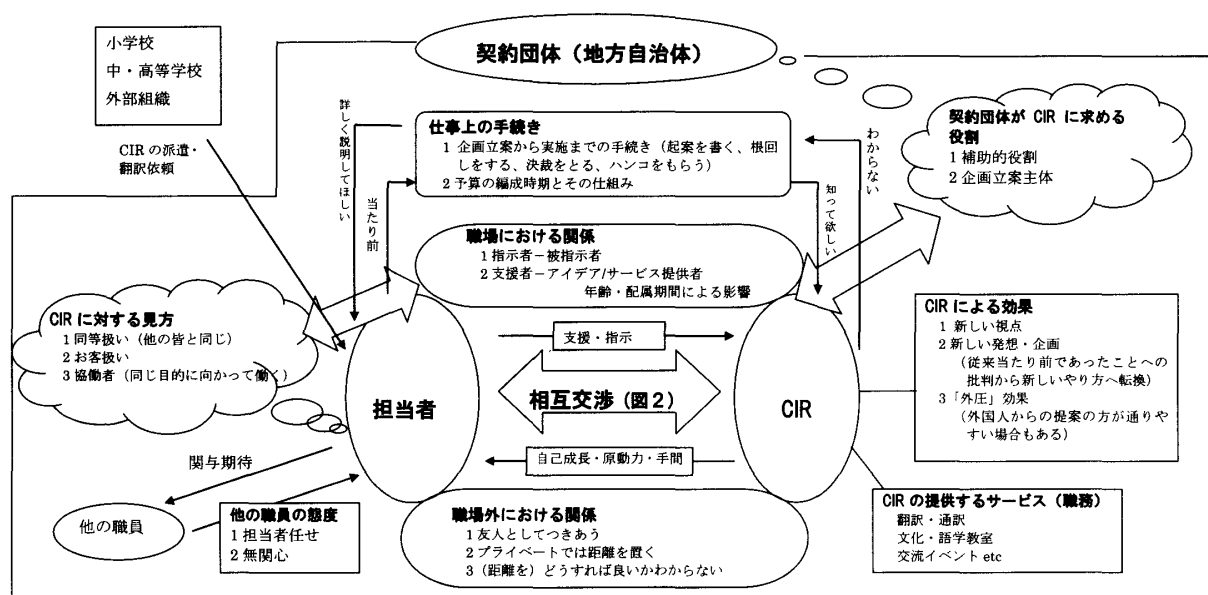 小学校
中・高等学校
外部組織
契約団体（地方自治体）
CIR の派遣・
翻訳依頼
詳しく説明してほしい
当たり前
仕事上の手続き
1 企画立案から実施までの手続き（起案を書く、根回
しをする、決裁をとる、ハンコをもらう）
2 予算の編成時期とその仕組み
知って欲しい
わからない
契約団体が CIR に求める
役割
1 補助的役割
2 企画立案主体
職場における関係
1 指示者－被指示者
2 支援者－アイデア/サービス提供者
年齢・配属期間による影響
CIR に対する見方
1 同等扱い（他の皆と同じ）
2 お客扱い
3 協働者（同じ目的に向かって働く）
担当者
支援・指示
相互交渉（図２）
自己成長・原動力・手間
CIR
CIR による効果
1 新しい視点
2 新しい発想・企画
（従来当たり前であったことへの
批判から新しいやり方へ転換）
3 「外圧」効果
（外国人からの提案の方が通りや
すい場合もある）
関与期待
他の職員
他の職員の態度
1 担当者任せ
2 無関心
職場外における関係
1 友人としてつきあう
2 プライベートでは距離を置く
3 （距離を）どうすれば良いかわからない
CIR の提供するサービス（職務）
翻訳・通訳
文化・語学教室
交流イベント etc